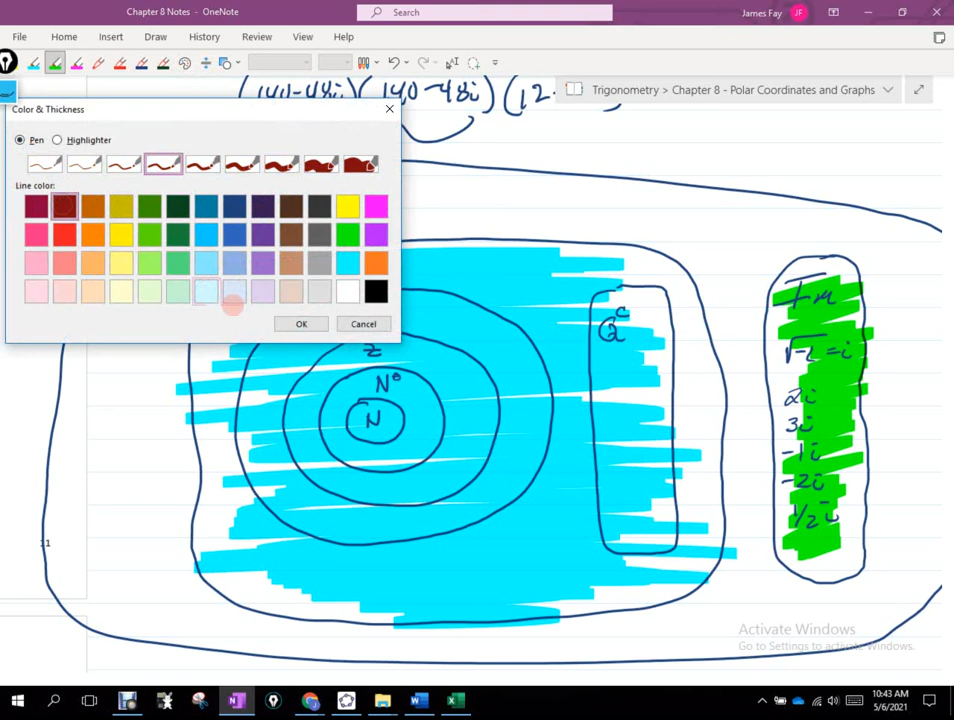 Chapter 8 Notes - OneNote
Search
James Fay
JF
File Home Insert Draw History Review View Help
Trigonometry > Chapter 8 - Polar Coordinates and Graphs
(140-48i)(140-48i)(12-
Color & Thickness
Pen Highlighter
Line color:
OK Cancel
Im
Qᶜ
Z
√-1 = i
N⁰
2i
N
3i
-1i
-2i
1/2 i
11
Activate Windows
Go to Settings to activate Windows.
10:43 AM
5/6/2021